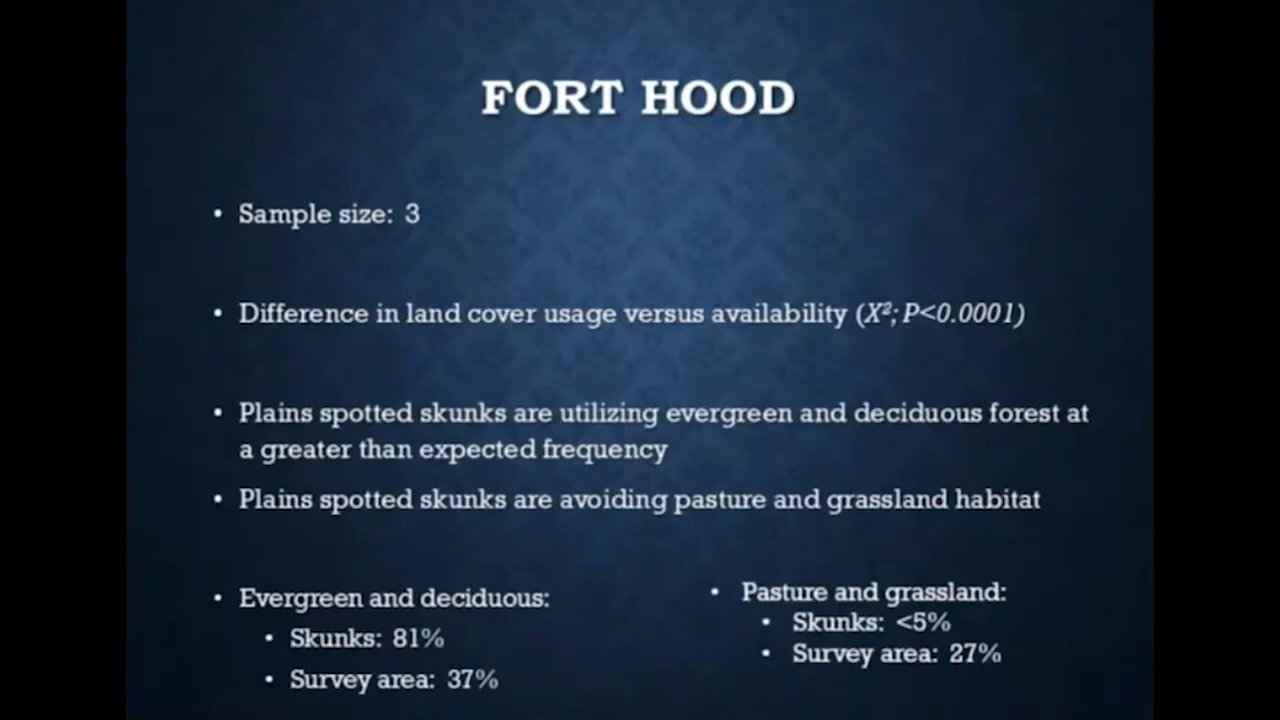 FORT HOOD
• Sample size: 3
• Difference in land cover usage versus availability (X²; P<0.0001)
• Plains spotted skunks are utilizing evergreen and deciduous forest at
a greater than expected frequency
• Plains spotted skunks are avoiding pasture and grassland habitat
• Evergreen and deciduous:
• Skunks: 81%
• Survey area: 37%
• Pasture and grassland:
• Skunks: <5%
• Survey area: 27%